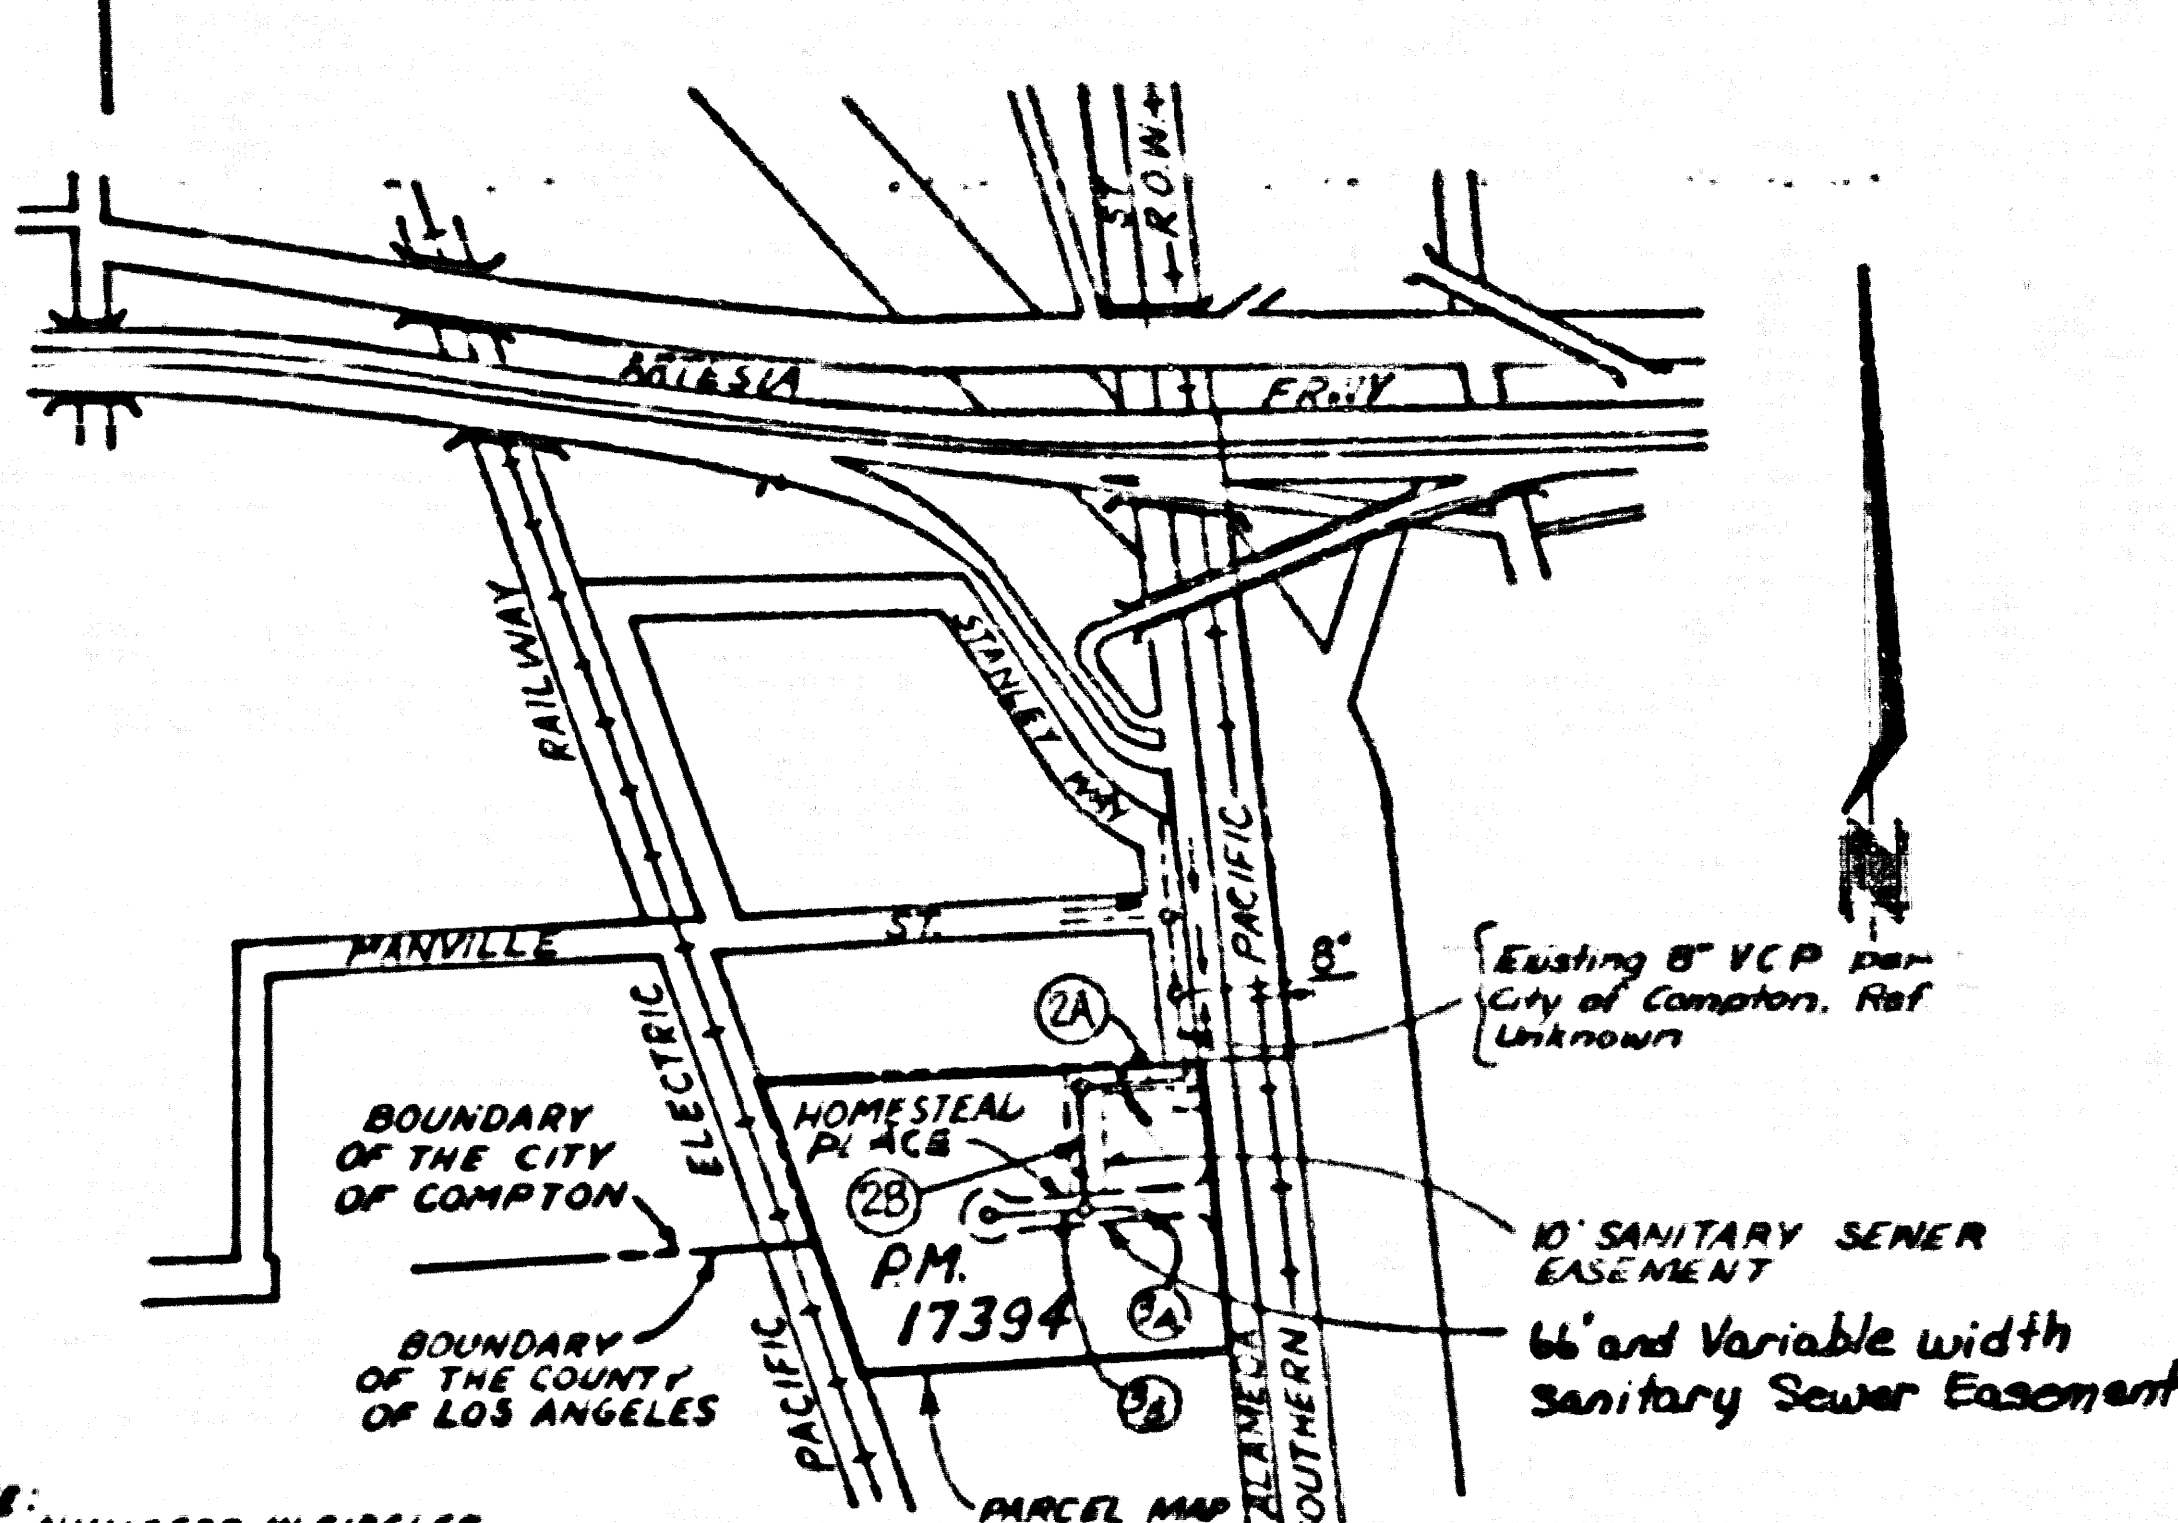 ST
R.O.W.
ARTESIA
FRWY
RAILWAY
STANLEY WAY
PACIFIC
MANVILLE
ST.
8"
Existing 8" VCP per
City of Compton. Ref
Unknown
2A
ELECTRIC
HOMESTEAD
PLACE
BOUNDARY
OF THE CITY
OF COMPTON
2B
10' SANITARY SEWER
EASEMENT
P.M.
17394
3A
66' and Variable width
Sanitary Sewer Easement
BOUNDARY
OF THE COUNTY
OF LOS ANGELES
PACIFIC
ALAMEDA
SOUTHERN
PARCEL MAP